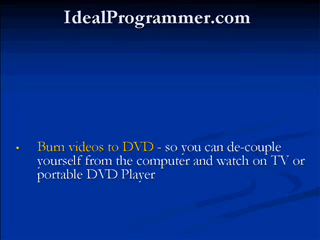 IdealProgrammer.com
• Burn videos to DVD - so you can de-couple
yourself from the computer and watch on TV or
portable DVD Player